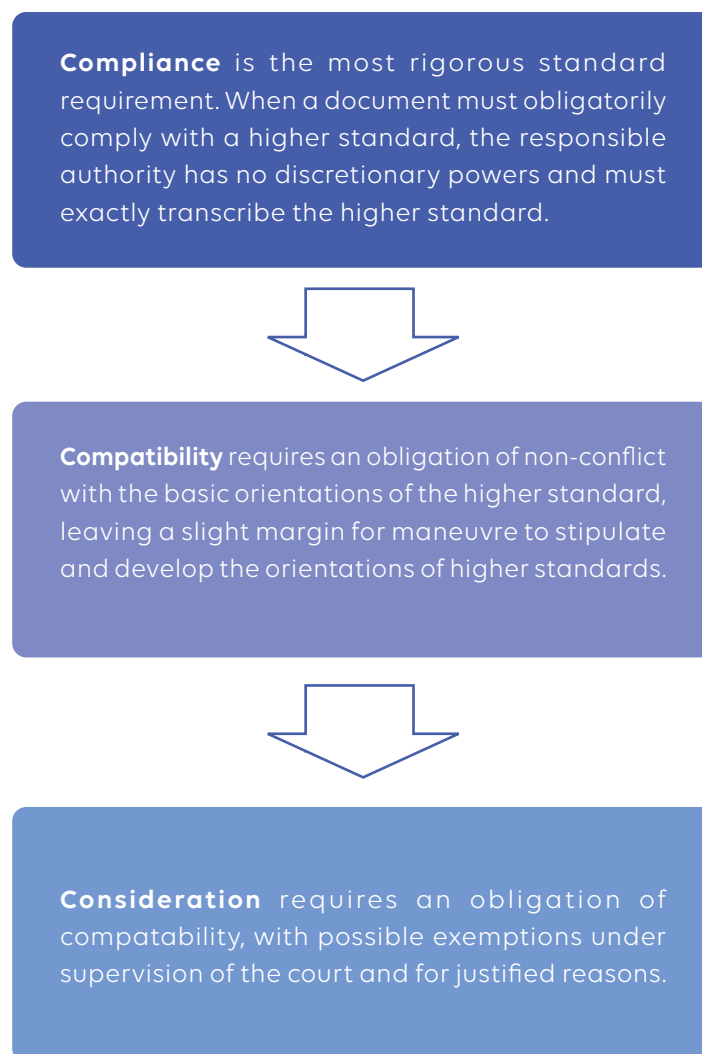 Compliance is the most rigorous standard
requirement. When a document must obligatorily
comply with a higher standard, the responsible
authority has no discretionary powers and must
exactly transcribe the higher standard.
Compatibility requires an obligation of non-conflict
with the basic orientations of the higher standard,
leaving a slight margin for maneuvre to stipulate
and develop the orientations of higher standards.
Consideration requires an obligation of
compatability, with possible exemptions under
supervision of the court and for justified reasons.